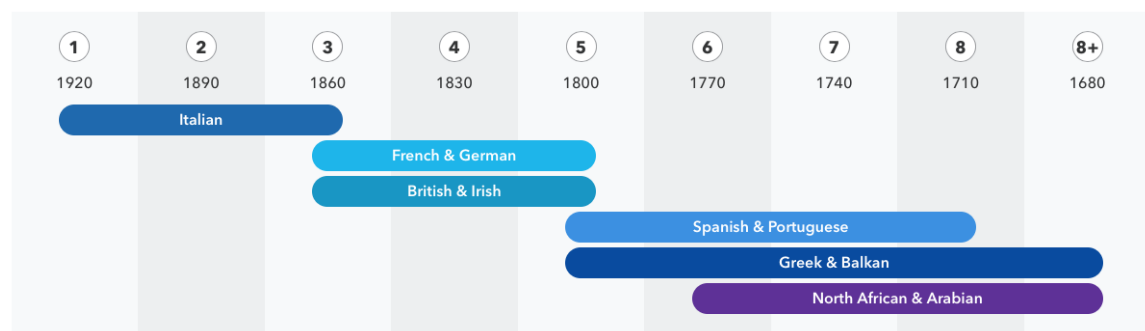 1 2 3 4 5 6 7 8 8+
1920 1890 1860 1830 1800 1770 1740 1710 1680
Italian
French & German
British & Irish
Spanish & Portuguese
Greek & Balkan
North African & Arabian